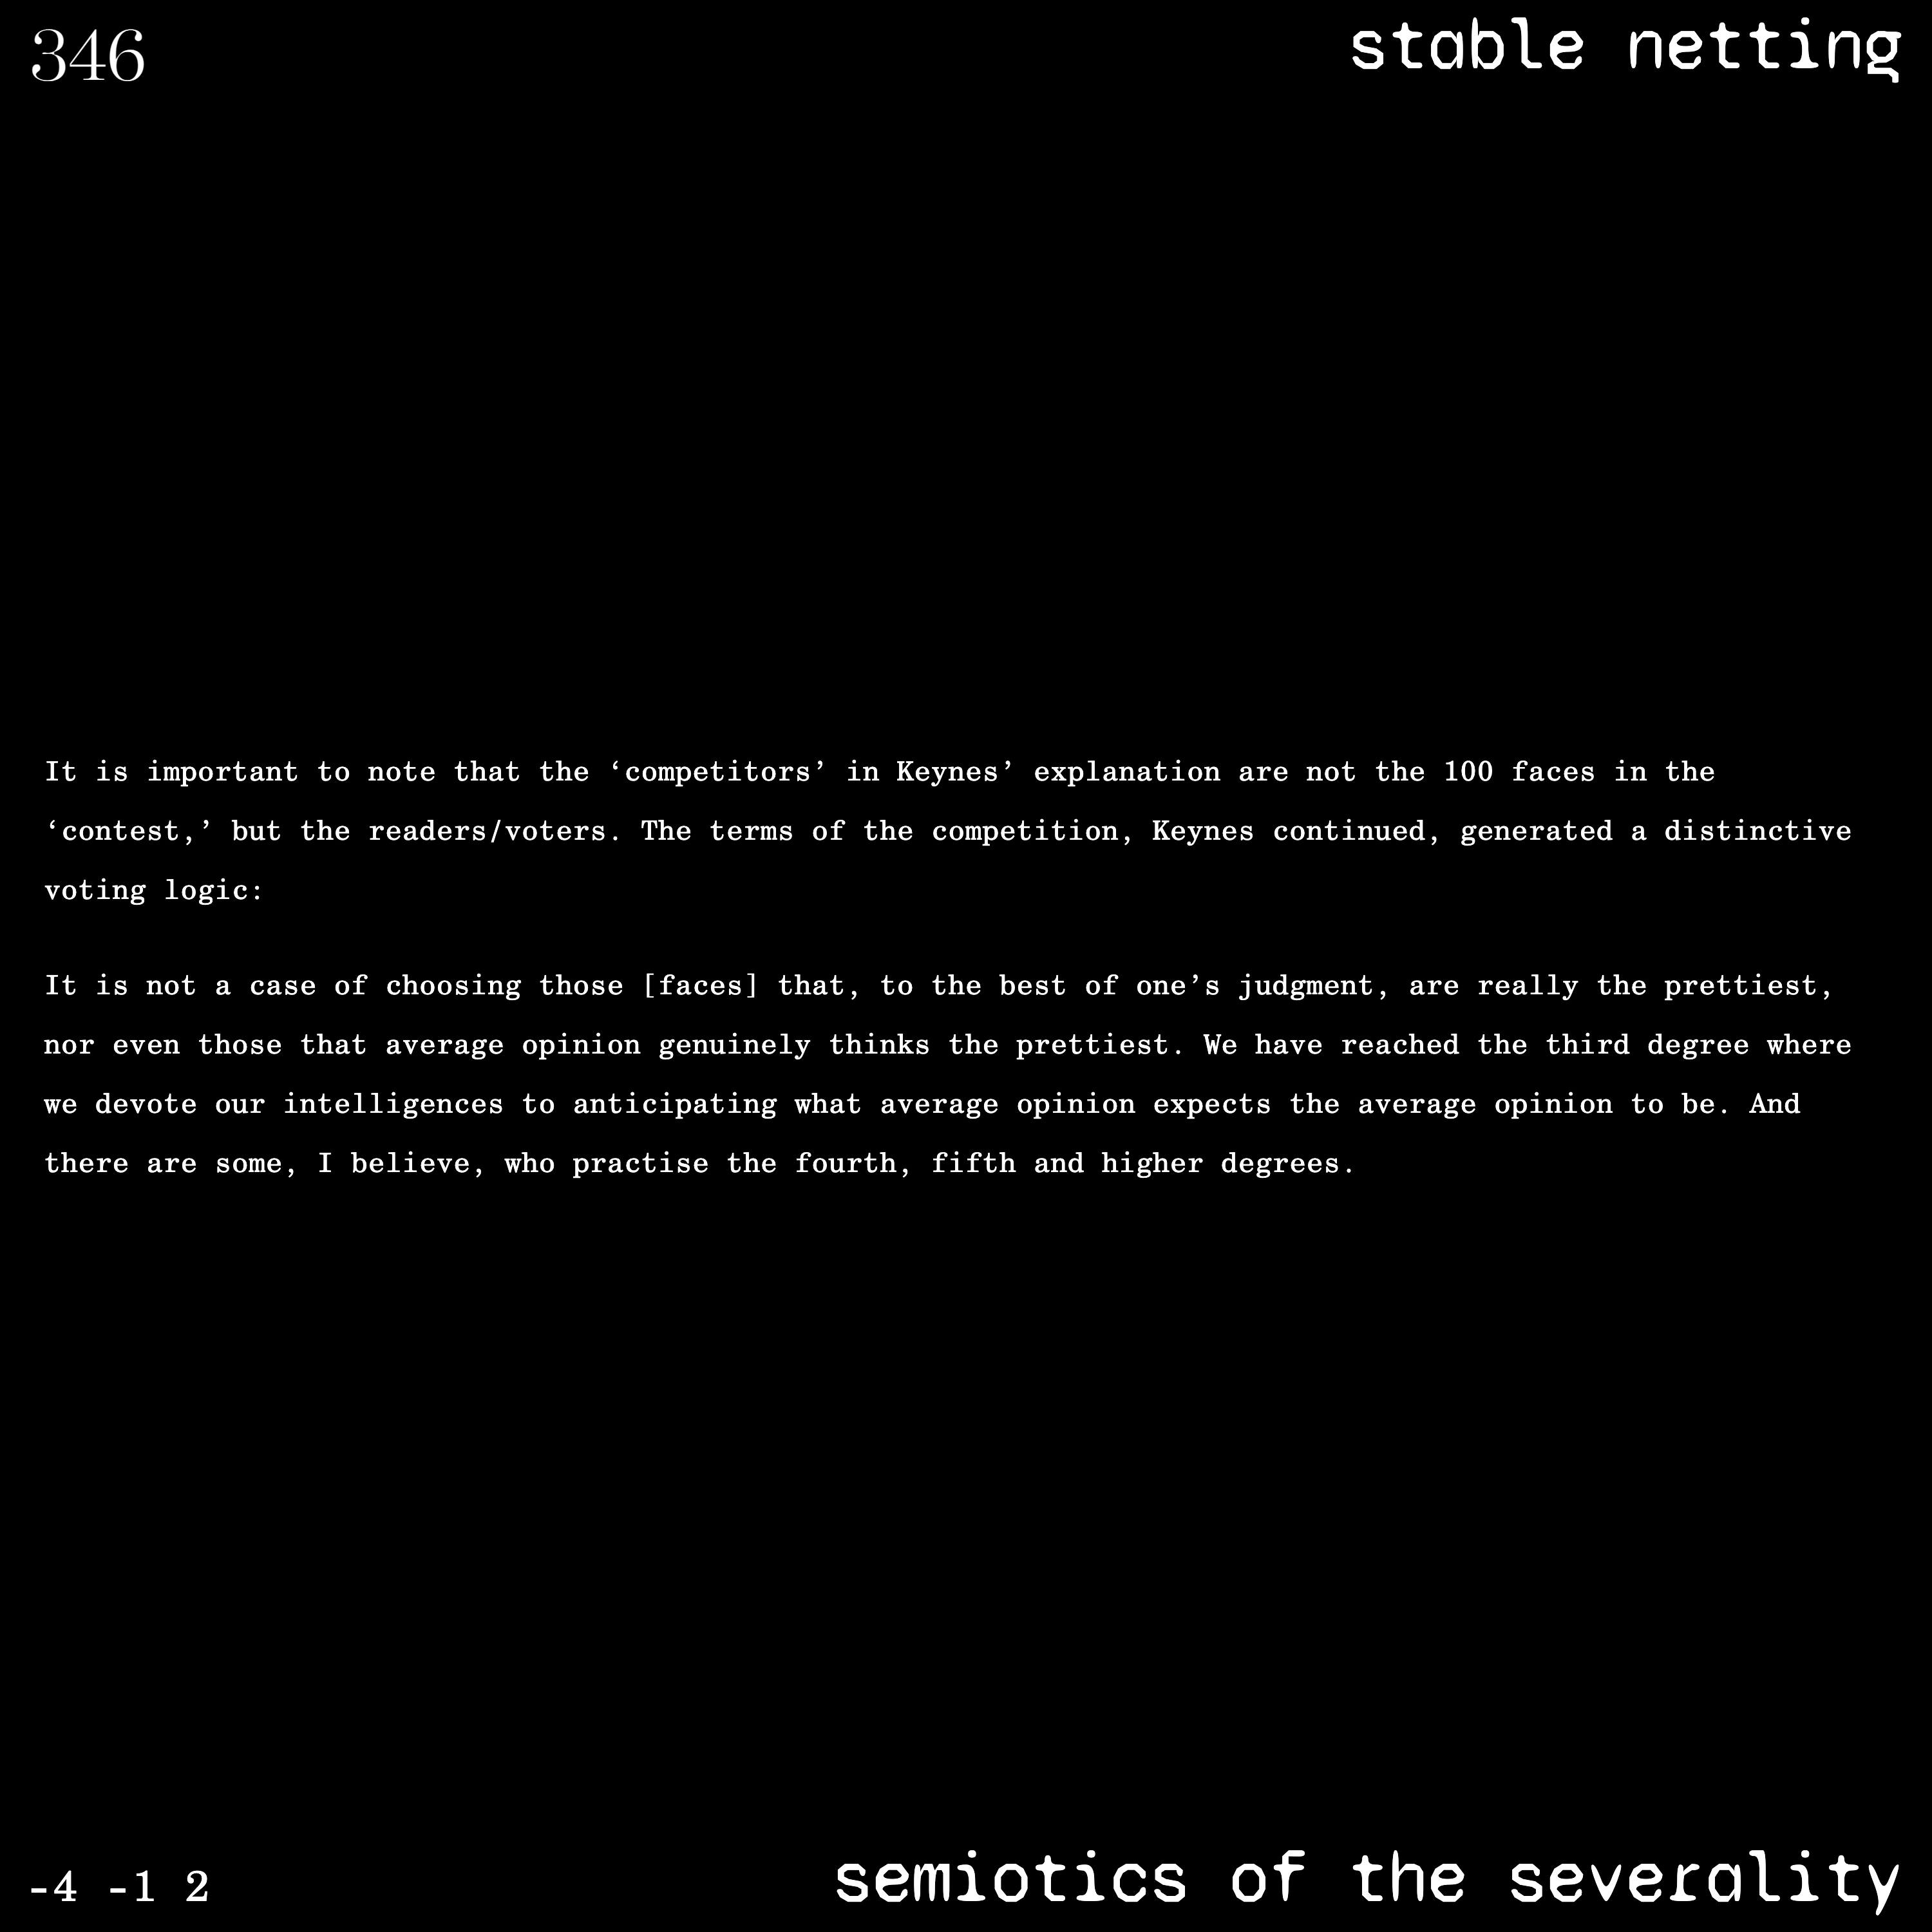 346
stable netting
It is important to note that the ‘competitors’ in Keynes’ explanation are not the 100 faces in the
‘contest,’ but the readers/voters. The terms of the competition, Keynes continued, generated a distinctive
voting logic:
It is not a case of choosing those [faces] that, to the best of one’s judgment, are really the prettiest,
nor even those that average opinion genuinely thinks the prettiest. We have reached the third degree where
we devote our intelligences to anticipating what average opinion expects the average opinion to be. And
there are some, I believe, who practise the fourth, fifth and higher degrees.
-4 -1 2
semiotics of the severality